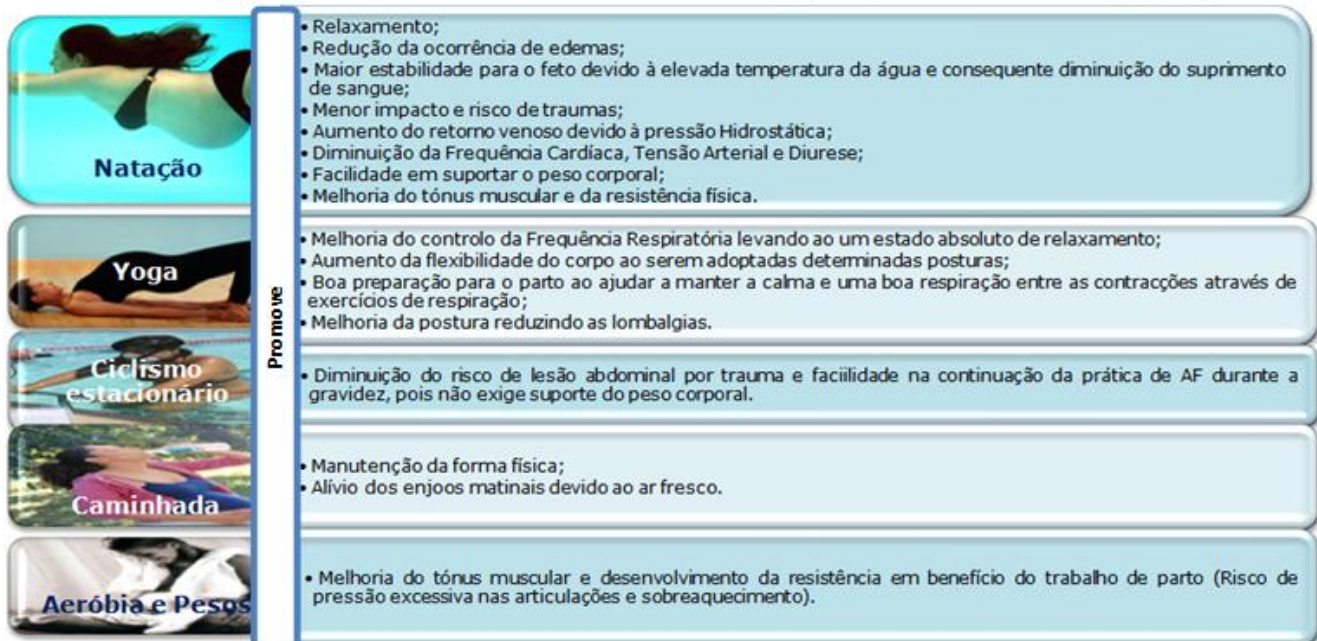 Natação
Promove
• Relaxamento;
• Redução da ocorrência de edemas;
• Maior estabilidade para o feto devido à elevada temperatura da água e consequente diminuição do suprimento
de sangue;
• Menor impacto e risco de traumas;
• Aumento do retorno venoso devido à pressão Hidrostática;
• Diminuição da Frequência Cardíaca, Tensão Arterial e Diurese;
• Facilidade em suportar o peso corporal;
• Melhoria do tónus muscular e da resistência física.
Yoga
• Melhoria do controlo da Frequência Respiratória levando ao um estado absoluto de relaxamento;
• Aumento da flexibilidade do corpo ao serem adoptadas determinadas posturas;
• Boa preparação para o parto ao ajudar a manter a calma e uma boa respiração entre as contracções através de
exercícios de respiração;
• Melhoria da postura reduzindo as lombalgias.
Ciclismo
estacionário
• Diminuição do risco de lesão abdominal por trauma e faciilidade na continuação da prática de AF durante a
gravidez, pois não exige suporte do peso corporal.
Caminhada
• Manutenção da forma física;
• Alívio dos enjoos matinais devido ao ar fresco.
Aeróbia e Pesos
• Melhoria do tónus muscular e desenvolvimento da resistência em benefício do trabalho de parto (Risco de
pressão excessiva nas articulações e sobreaquecimento).